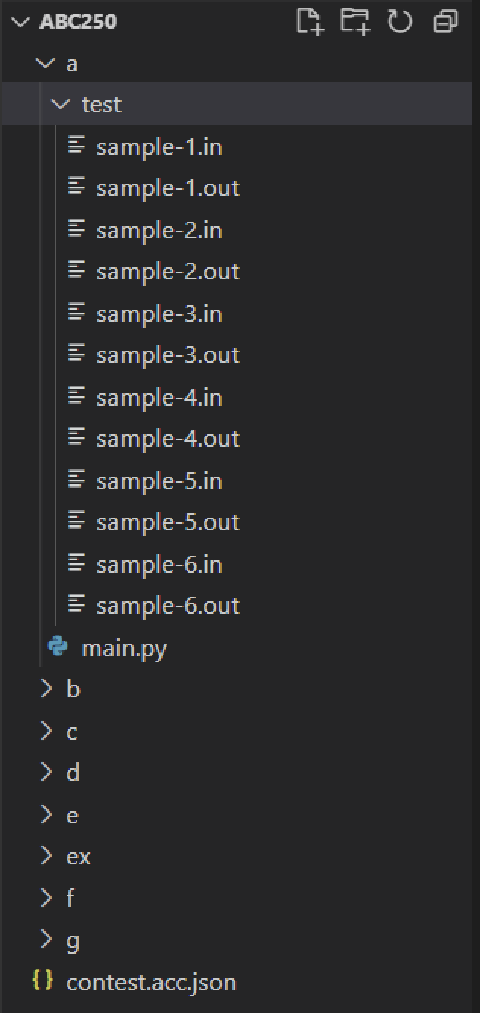 ABC250
a
test
sample-1.in
sample-1.out
sample-2.in
sample-2.out
sample-3.in
sample-3.out
sample-4.in
sample-4.out
sample-5.in
sample-5.out
sample-6.in
sample-6.out
main.py
b
c
d
e
ex
f
g
contest.acc.json